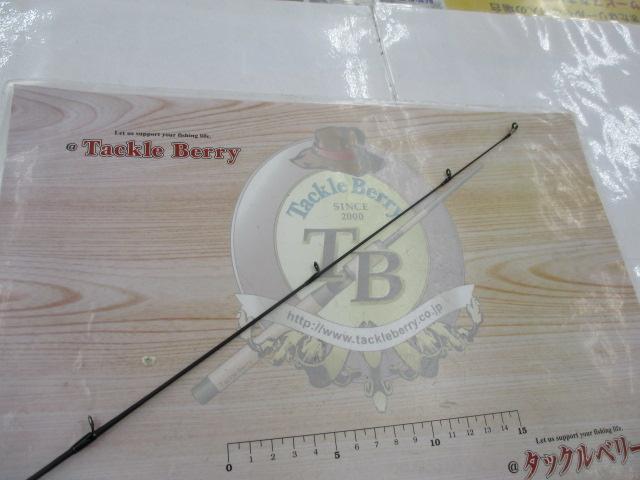 Let us support your fishing life.
@ Tackle Berry
Tackle Berry
SINCE
2000
TB
http://www.tackleberry.co.jp
0 1 2 3 4 5 6 7 8 9 10 11 12 13 14 15
Let us support your fishing life.
@タックルベリー